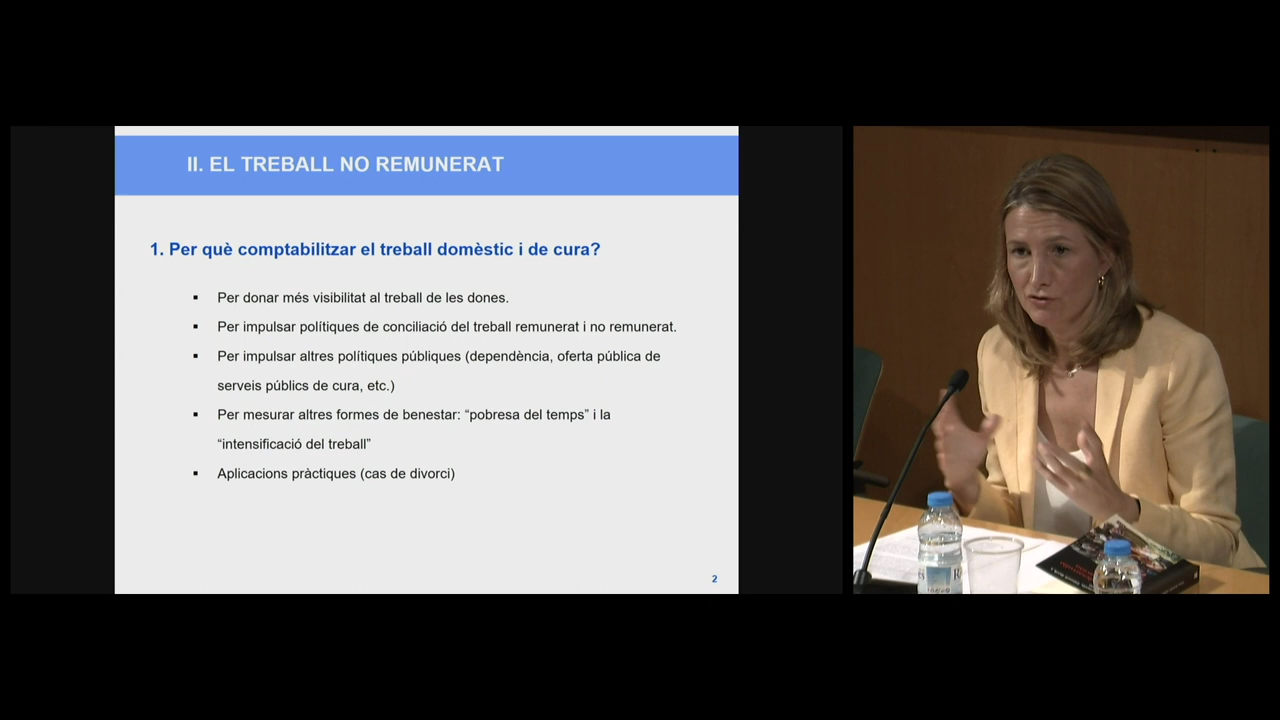 II. EL TREBALL NO REMUNERAT
1. Per què comptabilitzar el treball domèstic i de cura?
▪ Per donar més visibilitat al treball de les dones.
▪ Per impulsar polítiques de conciliació del treball remunerat i no remunerat.
▪ Per impulsar altres polítiques públiques (dependència, oferta pública de
serveis públics de cura, etc.)
▪ Per mesurar altres formes de benestar: “pobresa del temps” i la
“intensificació del treball”
▪ Aplicacions pràctiques (cas de divorci)
2